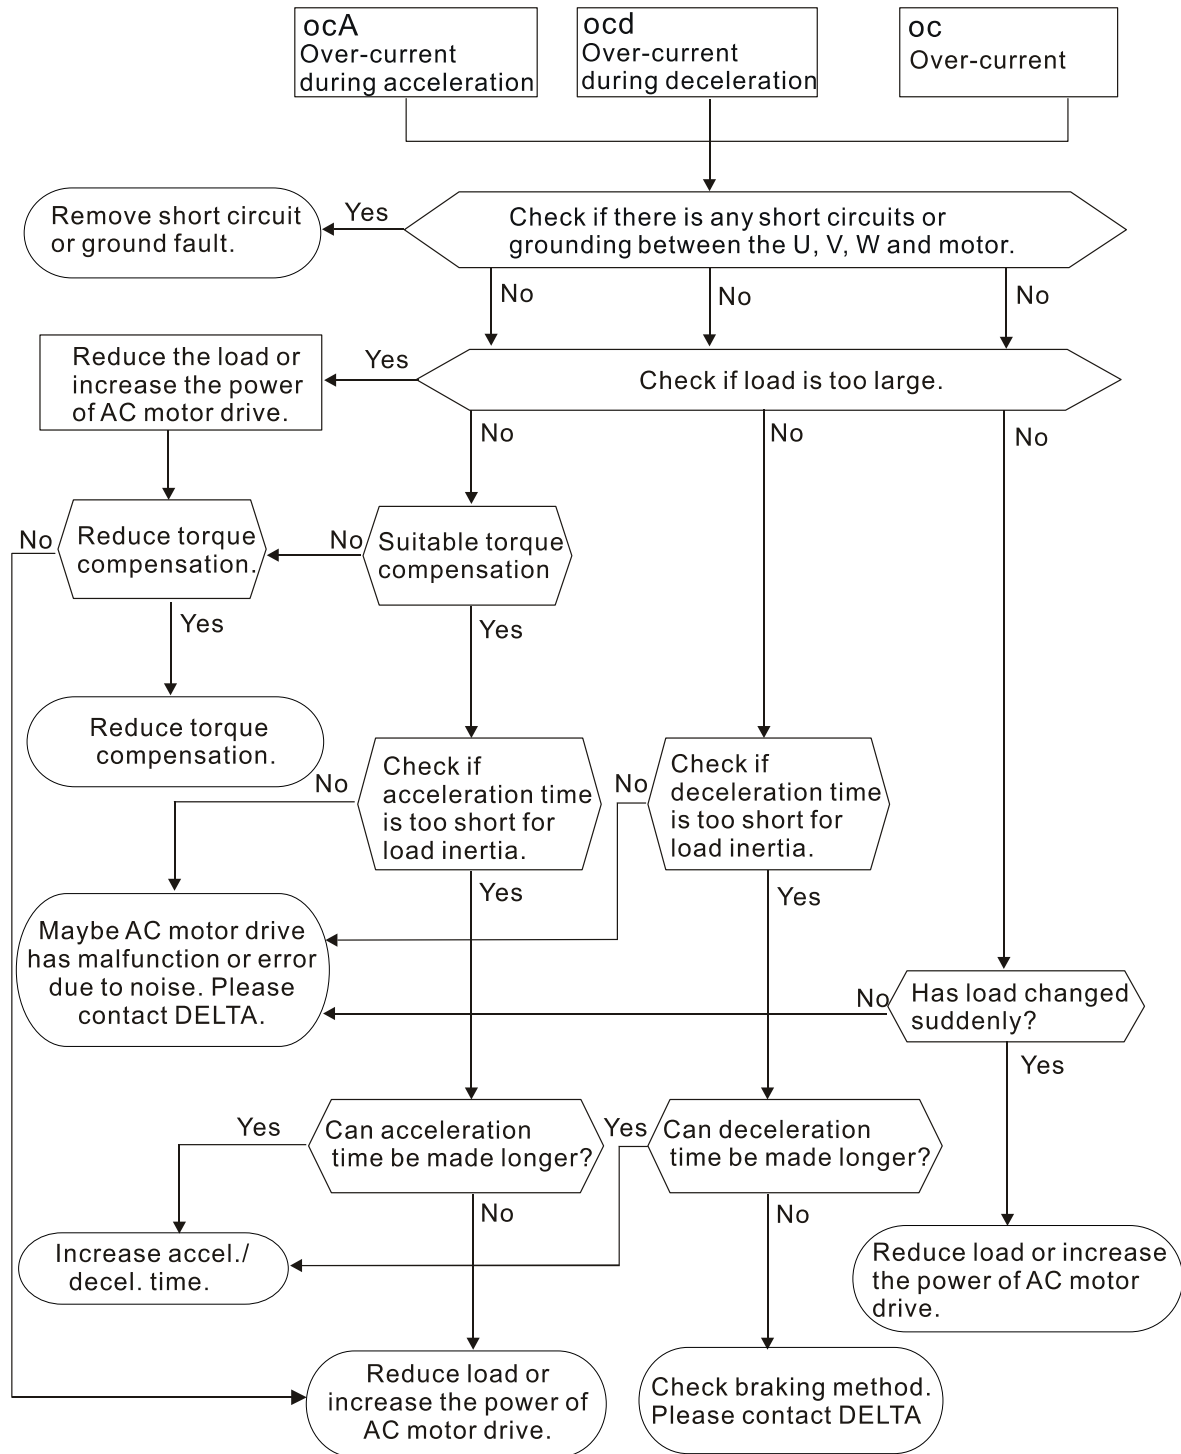 ocA
Over-current
during acceleration
ocd
Over-current
during deceleration
oc
Over-current
Remove short circuit
or ground fault.
Yes
Check if there is any short circuits or
grounding between the U, V, W and motor.
No
No
No
Reduce the load or
increase the power
of AC motor drive.
Yes
Check if load is too large.
No
No
No
No
Reduce torque
compensation.
No
Suitable torque
compensation
Yes
Yes
Reduce torque
compensation.
No
Check if
acceleration time
is too short for
load inertia.
No
Check if
deceleration time
is too short for
load inertia.
Yes
Yes
Maybe AC motor drive
has malfunction or error
due to noise. Please
contact DELTA.
No
Has load changed
suddenly?
Yes
Yes
Can acceleration
time be made longer?
Yes
Can deceleration
time be made longer?
No
No
Increase accel./
decel. time.
Reduce load or increase
the power of AC motor
drive.
Reduce load or
increase the power of
AC motor drive.
Check braking method.
Please contact DELTA